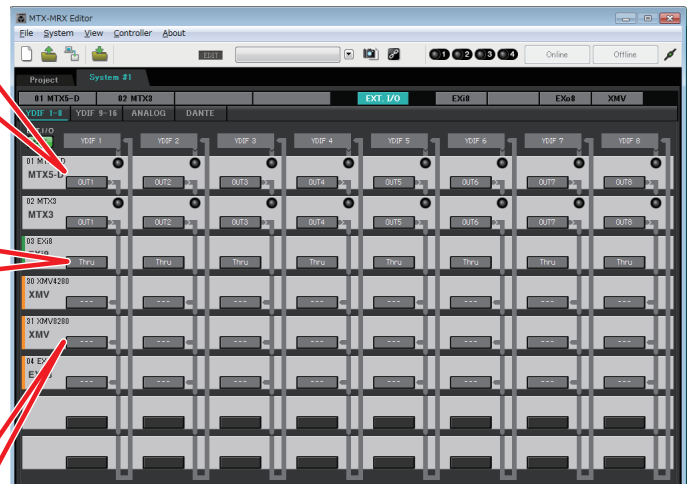 MTX-MRX Editor
File System View Controller About
EDIT 1 2 3 4 Online Offline
Project System #1
01 MTX5-D 02 MTX3 EXT. I/O EXi8 EXo8 XMV
YDIF 1-8 YDIF 9-16 ANALOG DANTE
YDIF 1 YDIF 2 YDIF 3 YDIF 4 YDIF 5 YDIF 6 YDIF 7 YDIF 8
MTX5-D
OUT1 OUT2 OUT3 OUT4 OUT5 OUT6 OUT7 OUT8
02 MTX3
MTX3
OUT1 OUT2 OUT3 OUT4 OUT5 OUT6 OUT7 OUT8
03 EXi8
Thru Thru Thru Thru Thru Thru Thru Thru
30 XMV4280
XMV
--- --- --- --- --- --- --- ---
31 XMV8280
XMV
--- --- --- --- --- --- --- ---
--- --- --- --- --- --- --- ---